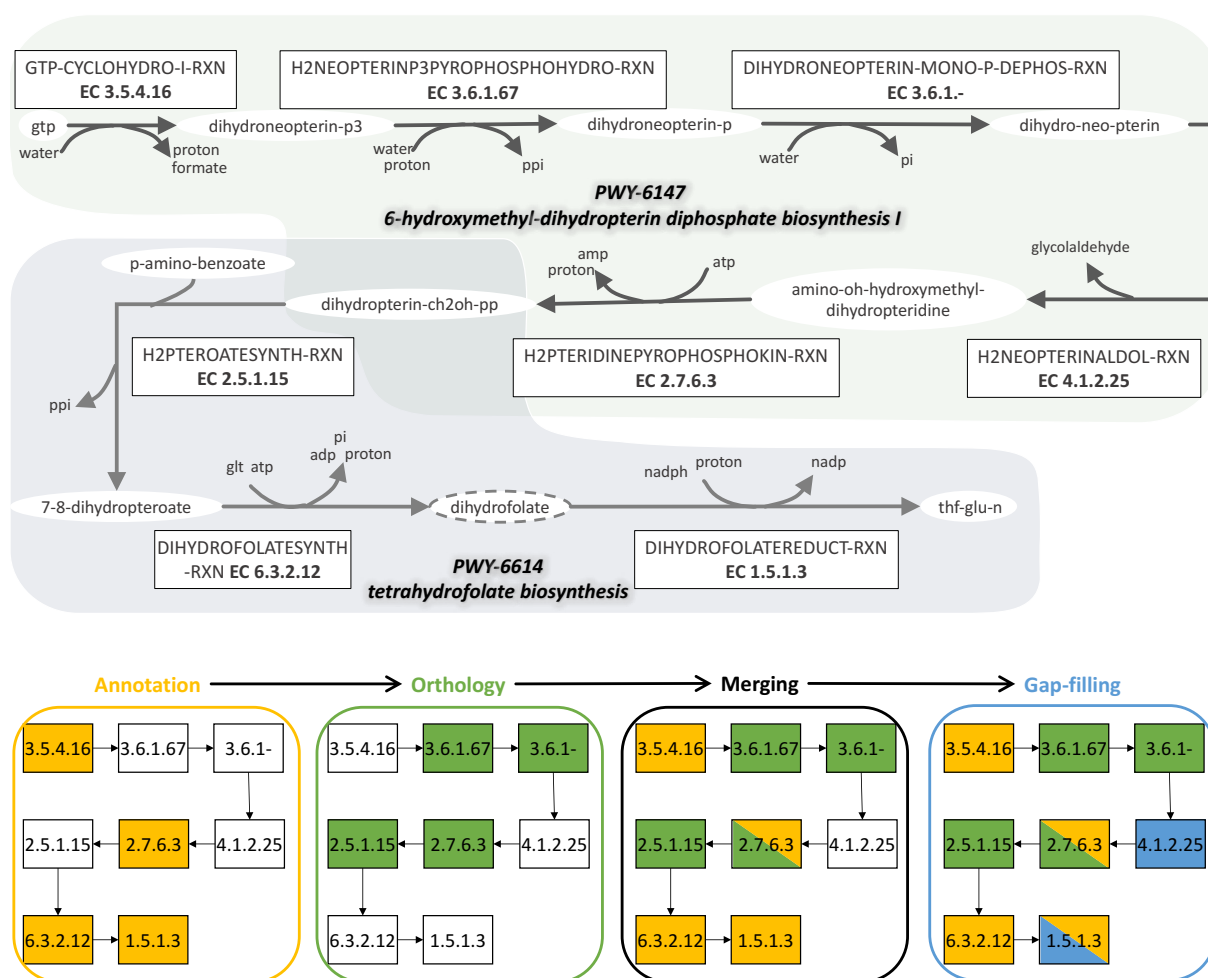 GTP-CYCLOHYDRO-I-RXN
EC 3.5.4.16
H2NEOPTERINP3PYROPHOSPHOHYDRO-RXN
EC 3.6.1.67
DIHYDRONEOPTERIN-MONO-P-DEPHOS-RXN
EC 3.6.1.-
gtp
dihydroneopterin-p3
dihydroneopterin-p
dihydro-neo-pterin
water
proton
formate
water
proton
ppi
water
pi
PWY-6147
6-hydroxymethyl-dihydropterin diphosphate biosynthesis I
p-amino-benzoate
amp
proton
atp
glycolaldehyde
dihydropterin-ch2oh-pp
amino-oh-hydroxymethyl-
dihydropteridine
H2PTEROATESYNTH-RXN
EC 2.5.1.15
H2PTERIDINEPYROPHOSPHOKIN-RXN
EC 2.7.6.3
H2NEOPTERINALDOL-RXN
EC 4.1.2.25
ppi
glt atp
pi
adp proton
nadph
proton
nadp
7-8-dihydropteroate
dihydrofolate
thf-glu-n
DIHYDROFOLATESYNTH
-RXN EC 6.3.2.12
DIHYDROFOLATEREDUCT-RXN
EC 1.5.1.3
PWY-6614
tetrahydrofolate biosynthesis
Annotation
Orthology
Merging
Gap-filling
3.5.4.16 3.6.1.67 3.6.1-
2.5.1.15 2.7.6.3 4.1.2.25
6.3.2.12 1.5.1.3
3.5.4.16 3.6.1.67 3.6.1-
2.5.1.15 2.7.6.3 4.1.2.25
6.3.2.12 1.5.1.3
3.5.4.16 3.6.1.67 3.6.1-
2.5.1.15 2.7.6.3 4.1.2.25
6.3.2.12 1.5.1.3
3.5.4.16 3.6.1.67 3.6.1-
2.5.1.15 2.7.6.3 4.1.2.25
6.3.2.12 1.5.1.3